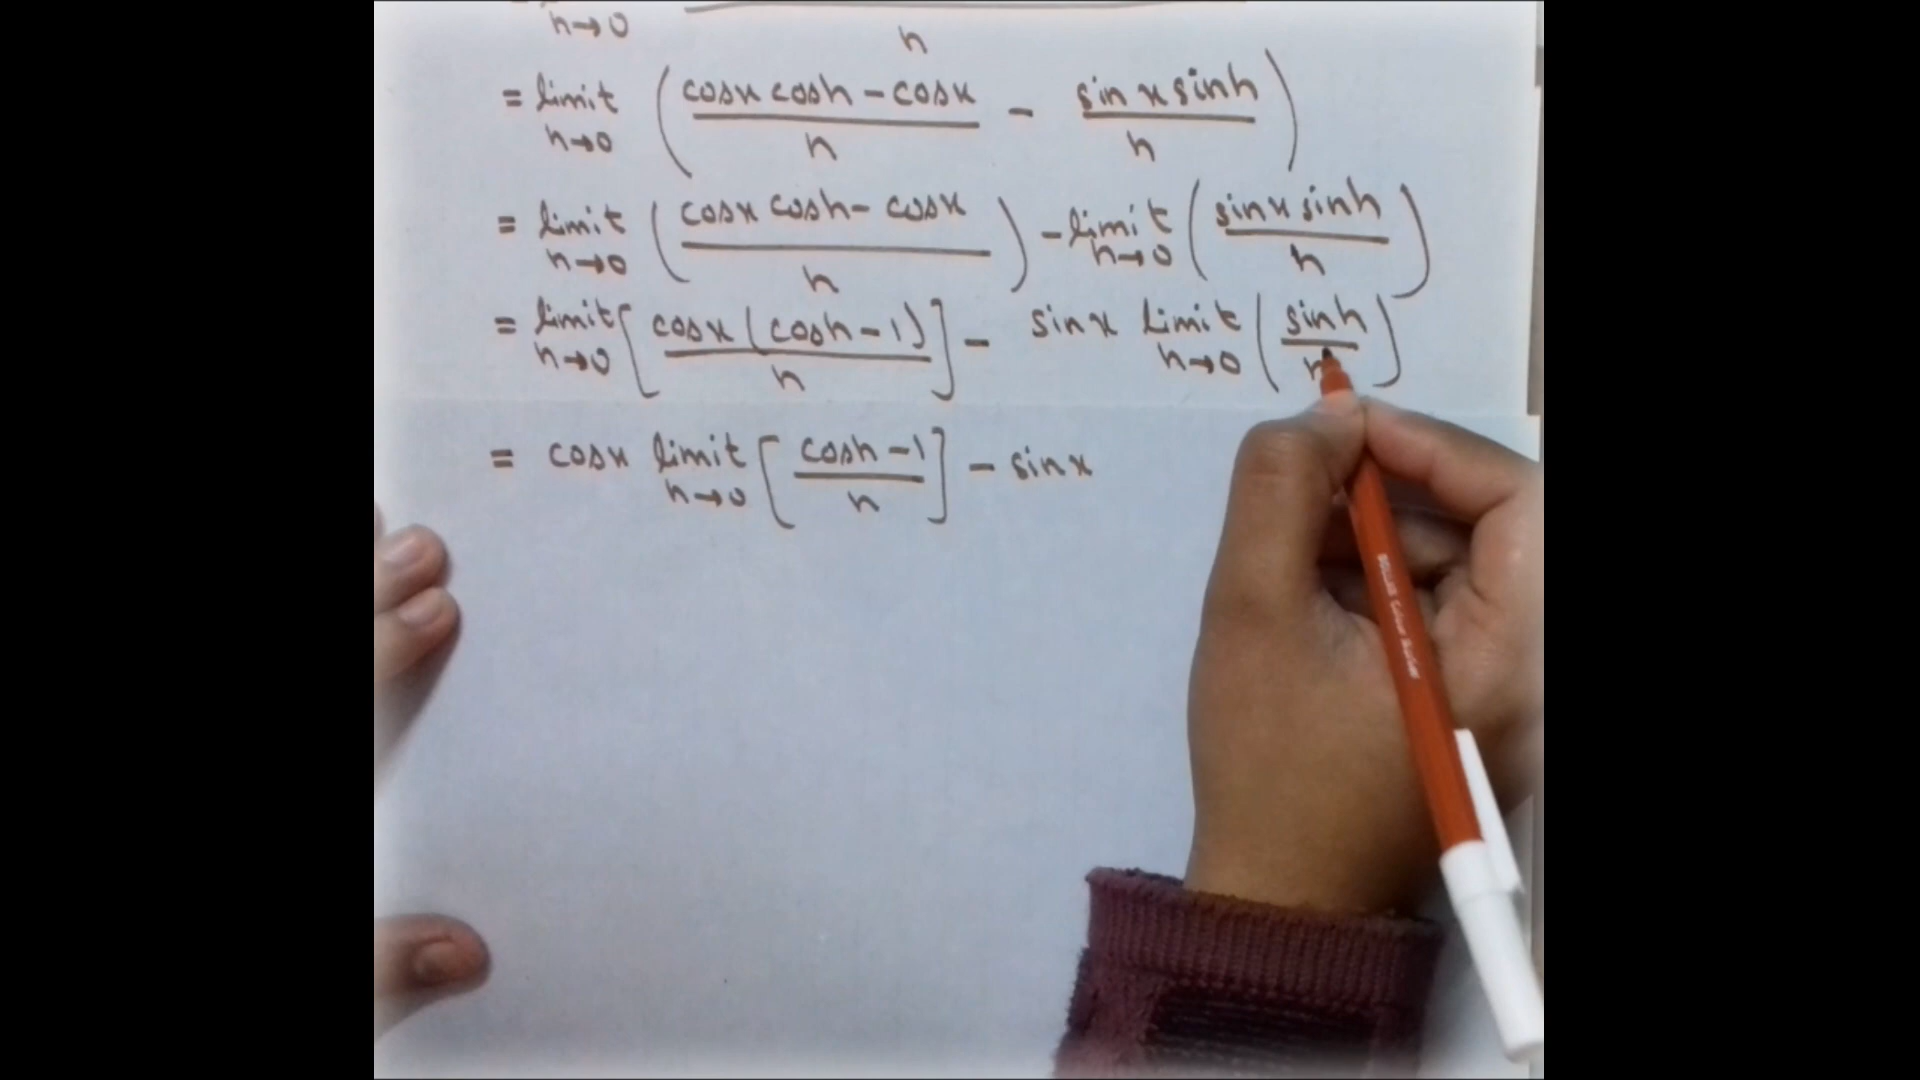 h→0 h
= limit h→0 ( (cosx cosh - cosx)/h - (sin x sinh)/h )
= limit h→0 ( (cosx cosh - cosx)/h ) - limit h→0 ( (sinx sinh)/h )
= limit h→0 [ (cosx (cosh - 1))/h ] - sinx limit h→0 ( sinh/h )
= cosx limit h→0 [ (cosh - 1)/h ] - sinx